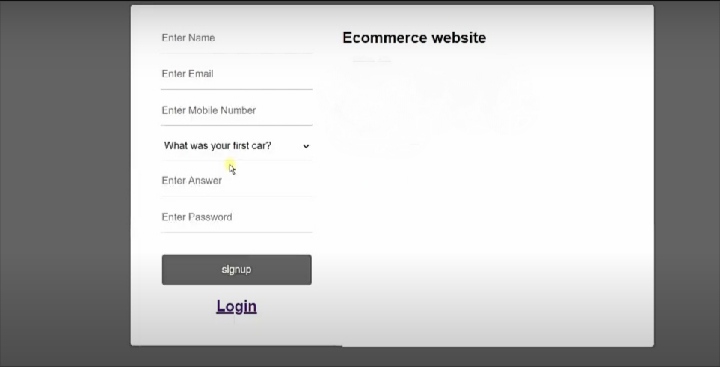 Enter Name
Enter Email
Enter Mobile Number
What was your first car?
Enter Answer
Enter Password
signup
Login
Ecommerce website